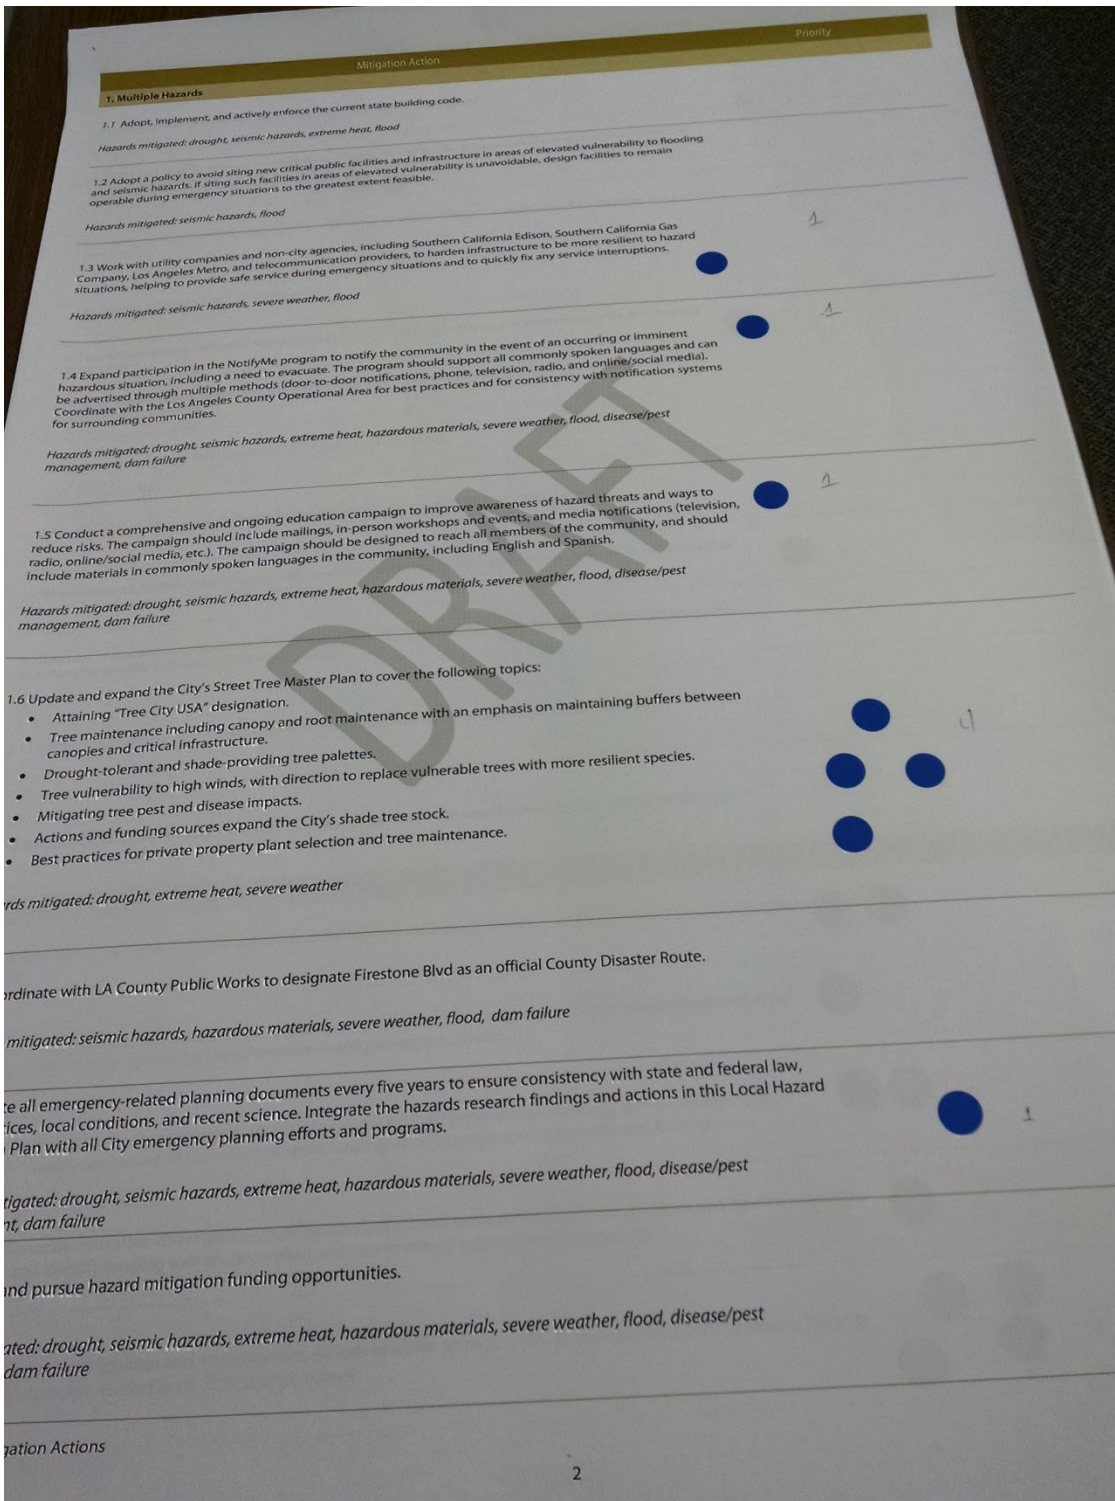 Mitigation Action
Priority
1. Multiple Hazards
1.1 Adopt, implement, and actively enforce the current state building code.
Hazards mitigated: drought, seismic hazards, extreme heat, flood
1.2 Adopt a policy to avoid siting new critical public facilities and infrastructure in areas of elevated vulnerability to flooding
and seismic hazards. If siting such facilities in areas of elevated vulnerability is unavoidable, design facilities to remain
operable during emergency situations to the greatest extent feasible.
Hazards mitigated: seismic hazards, flood
1.3 Work with utility companies and non-city agencies, including Southern California Edison, Southern California Gas
Company, Los Angeles Metro, and telecommunication providers, to harden infrastructure to be more resilient to hazard
situations, helping to provide safe service during emergency situations and to quickly fix any service interruptions.
1
Hazards mitigated: seismic hazards, severe weather, flood
1.4 Expand participation in the NotifyMe program to notify the community in the event of an occurring or imminent
hazardous situation, including a need to evacuate. The program should support all commonly spoken languages and can
be advertised through multiple methods (door-to-door notifications, phone, television, radio, and online/social media).
Coordinate with the Los Angeles County Operational Area for best practices and for consistency with notification systems
for surrounding communities.
1
Hazards mitigated: drought, seismic hazards, extreme heat, hazardous materials, severe weather, flood, disease/pest
management, dam failure
1.5 Conduct a comprehensive and ongoing education campaign to improve awareness of hazard threats and ways to
reduce risks. The campaign should include mailings, in-person workshops and events, and media notifications (television,
radio, online/social media, etc.). The campaign should be designed to reach all members of the community, and should
include materials in commonly spoken languages in the community, including English and Spanish.
1
Hazards mitigated: drought, seismic hazards, extreme heat, hazardous materials, severe weather, flood, disease/pest
management, dam failure
DRAFT
1.6 Update and expand the City's Street Tree Master Plan to cover the following topics:
• Attaining "Tree City USA" designation.
• Tree maintenance including canopy and root maintenance with an emphasis on maintaining buffers between
canopies and critical infrastructure.
• Drought-tolerant and shade-providing tree palettes.
• Tree vulnerability to high winds, with direction to replace vulnerable trees with more resilient species.
• Mitigating tree pest and disease impacts.
• Actions and funding sources expand the City's shade tree stock.
• Best practices for private property plant selection and tree maintenance.
4
rds mitigated: drought, extreme heat, severe weather
ordinate with LA County Public Works to designate Firestone Blvd as an official County Disaster Route.
mitigated: seismic hazards, hazardous materials, severe weather, flood, dam failure
te all emergency-related planning documents every five years to ensure consistency with state and federal law,
ices, local conditions, and recent science. Integrate the hazards research findings and actions in this Local Hazard
Plan with all City emergency planning efforts and programs.
1
tigated: drought, seismic hazards, extreme heat, hazardous materials, severe weather, flood, disease/pest
nt, dam failure
and pursue hazard mitigation funding opportunities.
ated: drought, seismic hazards, extreme heat, hazardous materials, severe weather, flood, disease/pest
dam failure
gation Actions
2